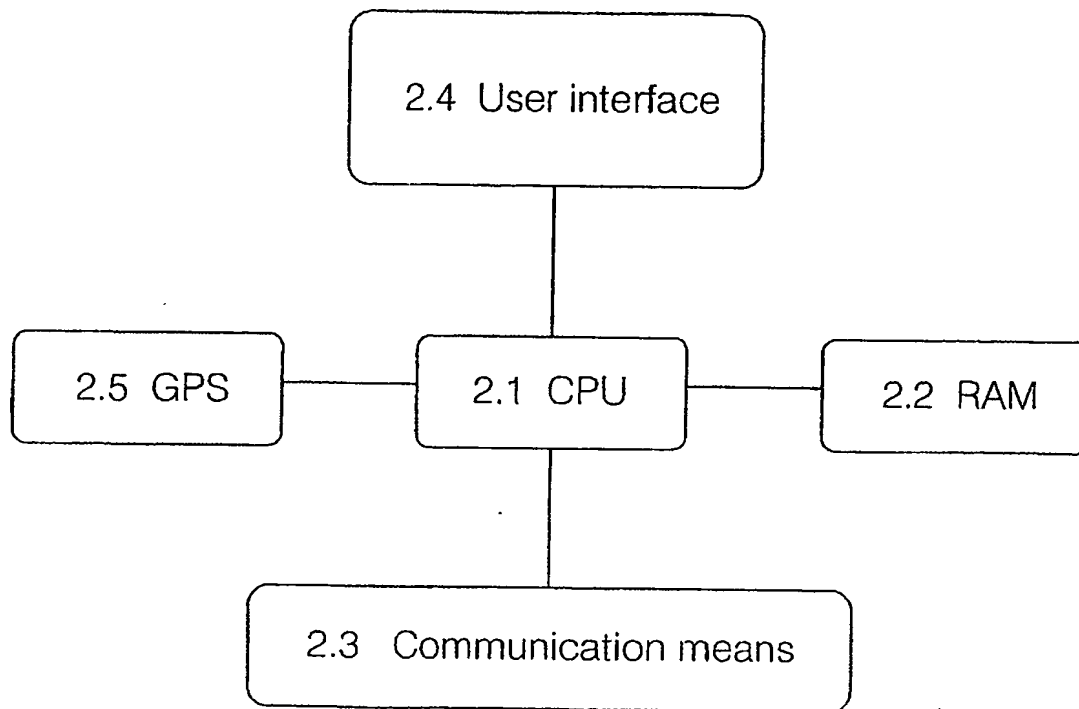 2.4 User interface
2.5 GPS
2.1 CPU
2.2 RAM
2.3 Communication means